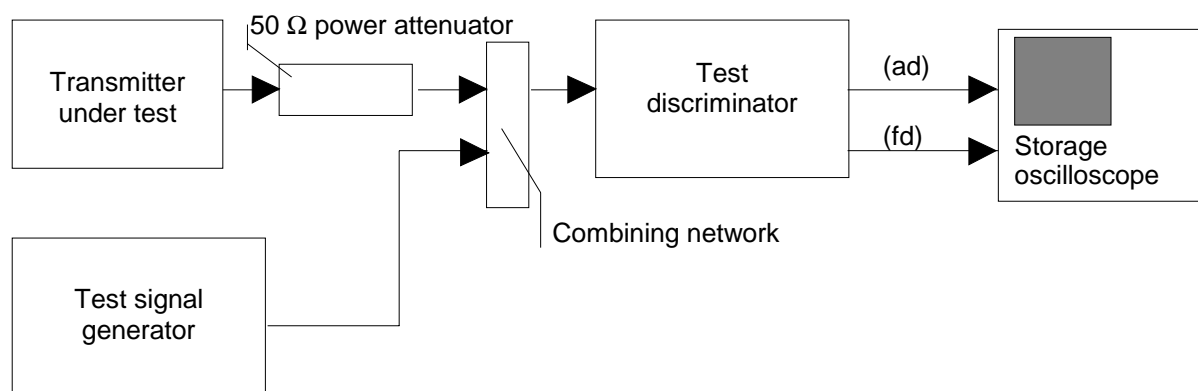 50 Ω power attenuator
Transmitter
under test
Test
discriminator
(ad)
(fd)
Storage
oscilloscope
Combining network
Test signal
generator